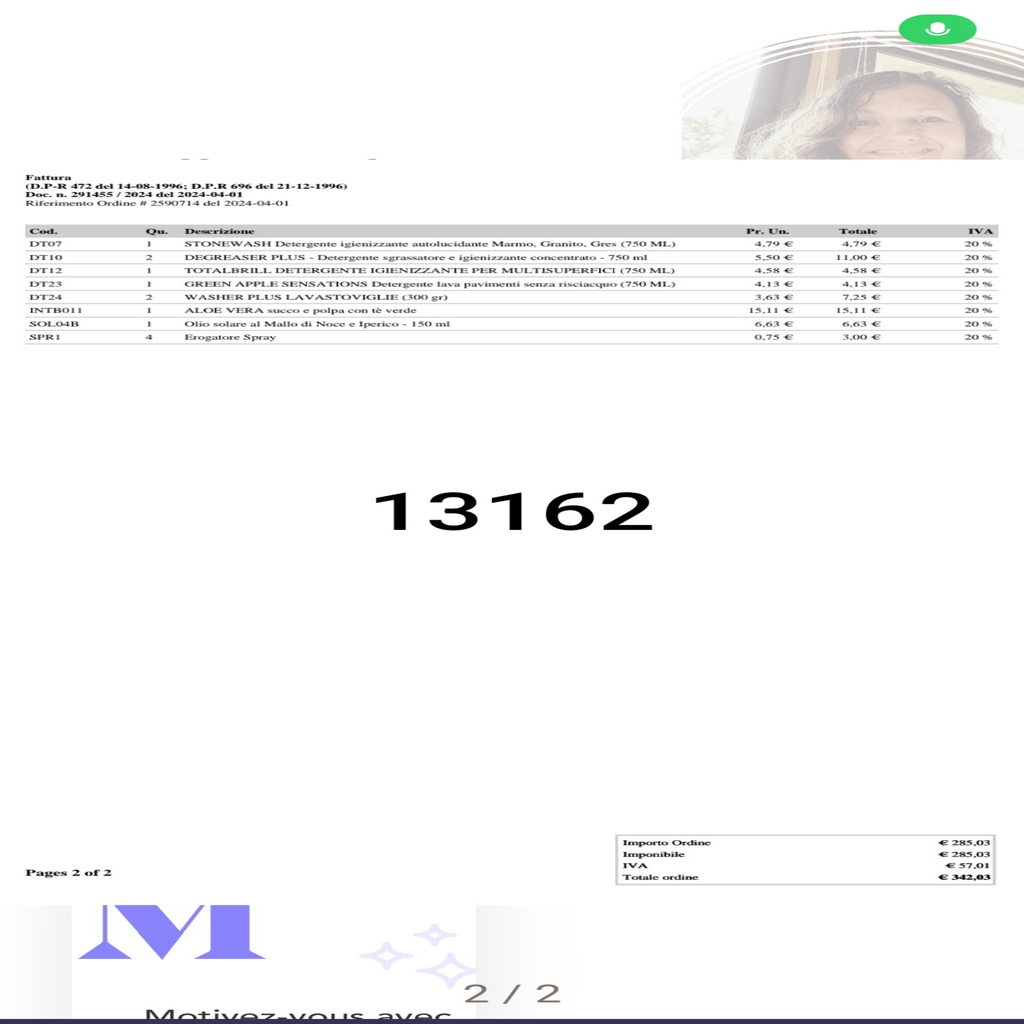 Fattura
(D.P-R 472 del 14-08-1996; D.P.R 696 del 21-12-1996)
Doc. n. 291455 / 2024 del 2024-04-01
Riferimento Ordine # 2590714 del 2024-04-01
Cod. Qu. Descrizione Pr. Un. Totale IVA
DT07 1 STONEWASH Detergente igienizzante autolucidante Marmo, Granito, Gres (750 ML) 4,79 € 4,79 € 20 %
DT10 2 DEGREASER PLUS - Detergente sgrassatore e igienizzante concentrato - 750 ml 5,50 € 11,00 € 20 %
DT12 1 TOTALBRILL DETERGENTE IGIENIZZANTE PER MULTISUPERFICI (750 ML) 4,58 € 4,58 € 20 %
DT23 1 GREEN APPLE SENSATIONS Detergente lava pavimenti senza risciacquo (750 ML) 4,13 € 4,13 € 20 %
DT24 2 WASHER PLUS LAVASTOVIGLIE (300 gr) 3,63 € 7,25 € 20 %
INTB011 1 ALOE VERA succo e polpa con tè verde 15,11 € 15,11 € 20 %
SOL04B 1 Olio solare al Mallo di Noce e Iperico - 150 ml 6,63 € 6,63 € 20 %
SPR1 4 Erogatore Spray 0,75 € 3,00 € 20 %
13162
Importo Ordine € 285,03
Imponibile € 285,03
IVA € 57,01
Totale ordine € 342,03
Pages 2 of 2
M
2 / 2
Motivez-vous avec